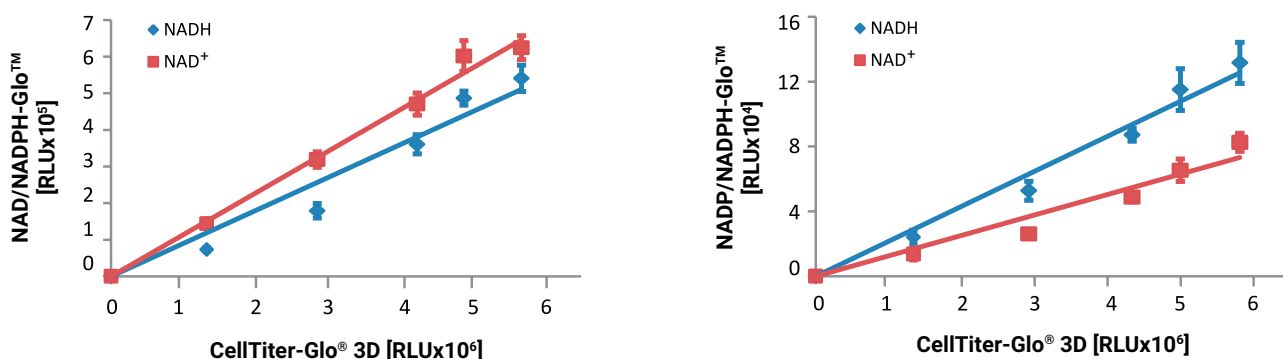 NAD/NADPH-Glo™
[RLUx10⁵]
7
6
5
4
3
2
1
0
NADH
NAD⁺
0 1 2 3 4 5 6
CellTiter-Glo® 3D [RLUx10⁶]
NADP/NADPH-Glo™
[RLUx10⁴]
16
12
8
4
0
NADH
NAD⁺
0 1 2 3 4 5 6
CellTiter-Glo® 3D [RLUx10⁶]